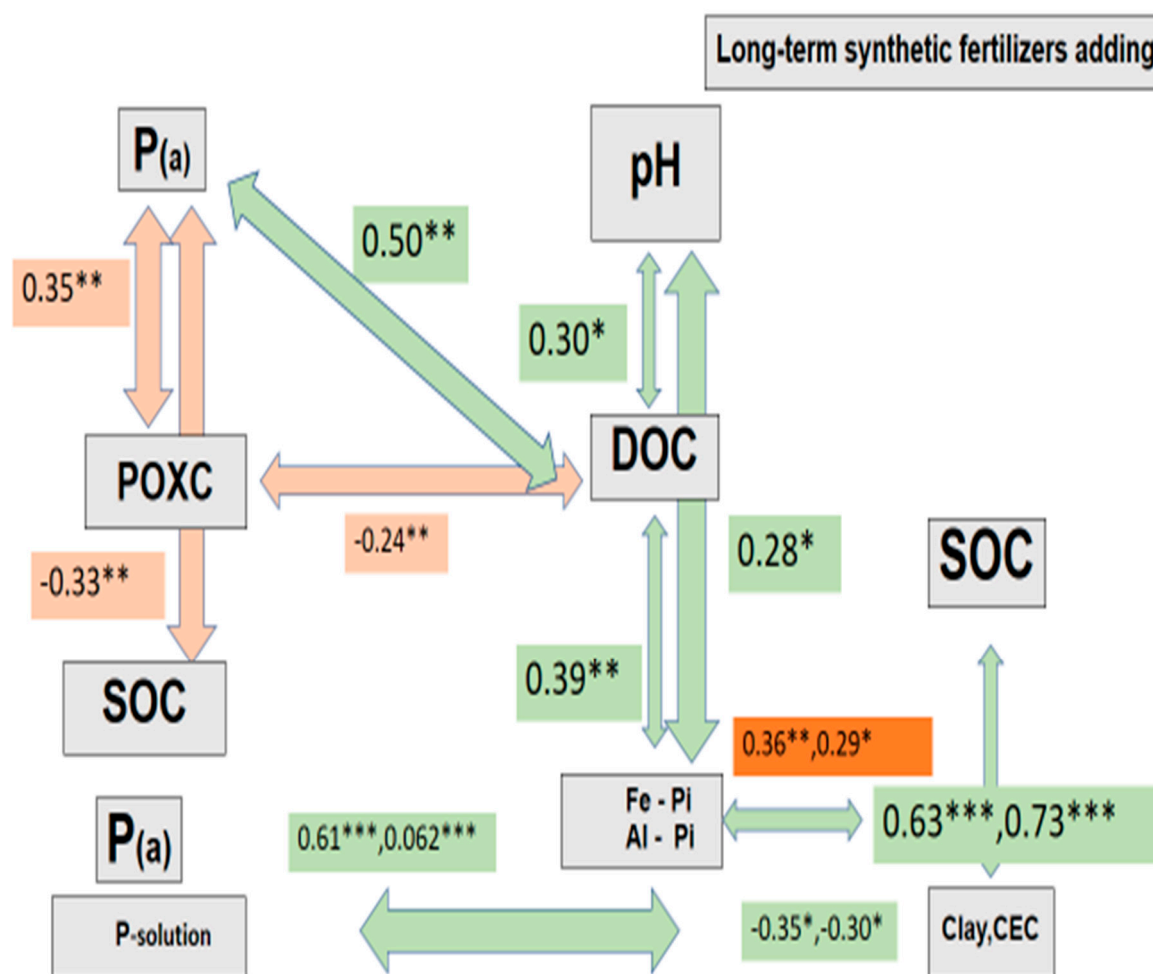 Long-term synthetic fertilizers adding
P(a)
pH
0.50**
0.35**
0.30*
DOC
POXC
-0.24**
0.28*
SOC
-0.33**
0.39**
SOC
0.36**,0.29*
Fe - Pi
Al - Pi
0.63***,0.73***
P(a)
0.61***,0.062***
-0.35*,-0.30*
Clay,CEC
P-solution